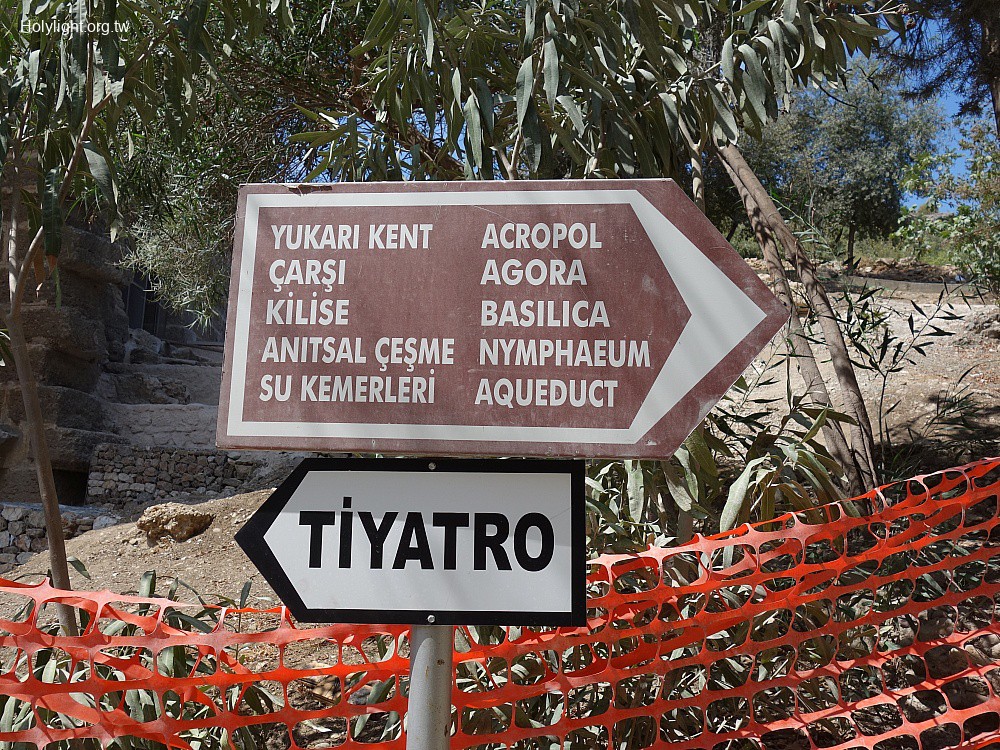 Holylight.org.tw
YUKARI KENT ACROPOL
ÇARŞI AGORA
KİLİSE BASILICA
ANITSAL ÇEŞME NYMPHAEUM
SU KEMERLERİ AQUEDUCT
TİYATRO